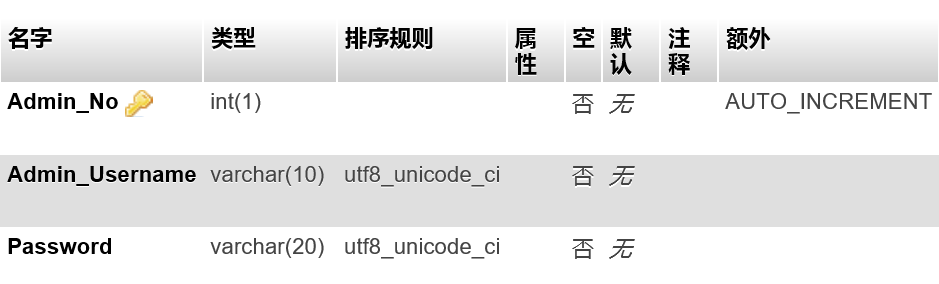 名字 类型 排序规则 属性 空 默认 注释 额外
Admin_No int(1) 否 无 AUTO_INCREMENT
Admin_Username varchar(10) utf8_unicode_ci 否 无
Password varchar(20) utf8_unicode_ci 否 无